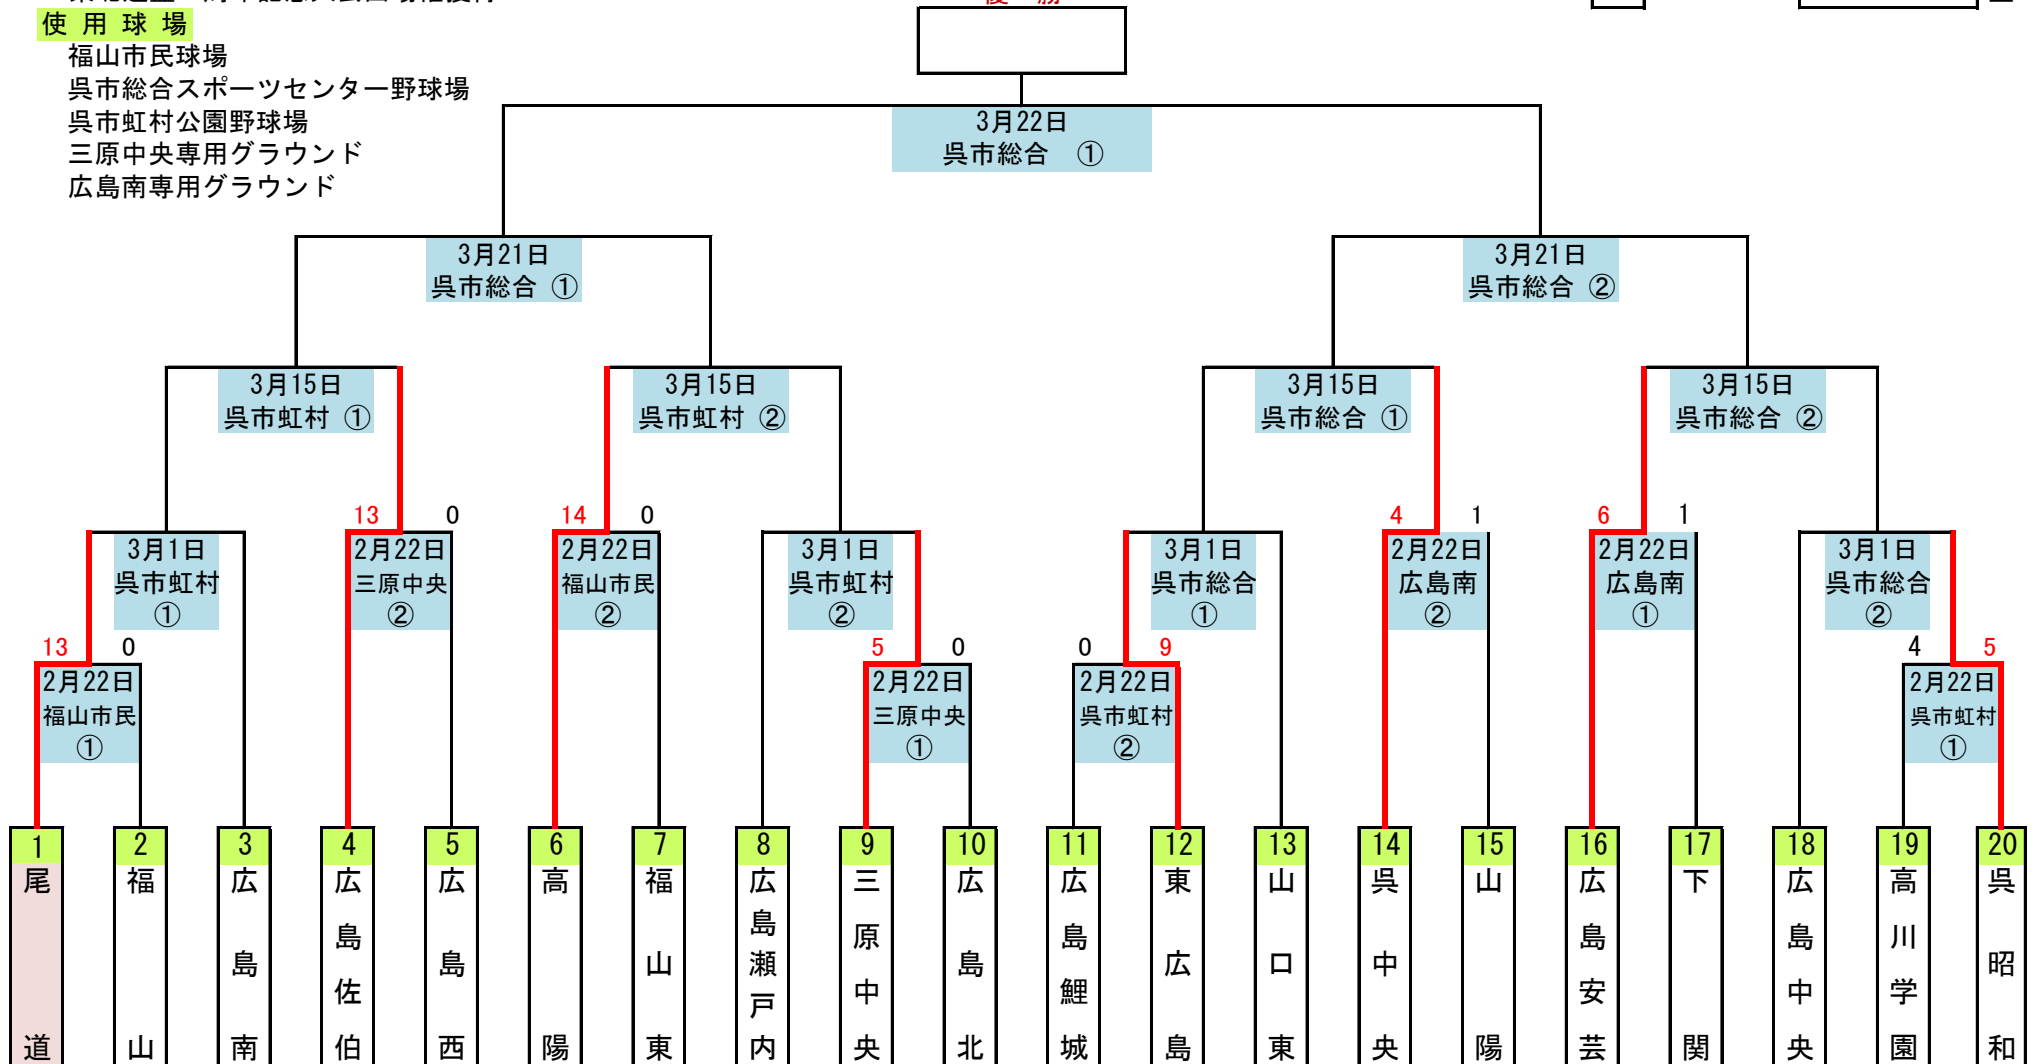 優 勝
使 用 球 場
福山市民球場
呉市総合スポーツセンター野球場
呉市虹村公園野球場
三原中央専用グラウンド
広島南専用グラウンド
3月22日
呉市総合 ①
3月21日
呉市総合 ①
3月21日
呉市総合 ②
3月15日
呉市虹村 ①
3月15日
呉市虹村 ②
3月15日
呉市総合 ①
3月15日
呉市総合 ②
13 0
14 0
4 1
6 1
3月1日
呉市虹村
①
2月22日
三原中央
②
2月22日
福山市民
②
3月1日
呉市虹村
②
3月1日
呉市総合
①
2月22日
広島南
②
2月22日
広島南
①
3月1日
呉市総合
②
13 0
5 0
0 9
4 5
2月22日
福山市民
①
2月22日
三原中央
①
2月22日
呉市虹村
②
2月22日
呉市虹村
①
1 尾道
2 福山
3 広島南
4 広島佐伯
5 広島西
6 高陽
7 福山東
8 広島瀬戸内
9 三原中央
10 広島北
11 広島鯉城
12 東広島
13 山口東
14 呉中央
15 山陽
16 広島安芸
17 下関
18 広島中央
19 高川学園
20 呉昭和